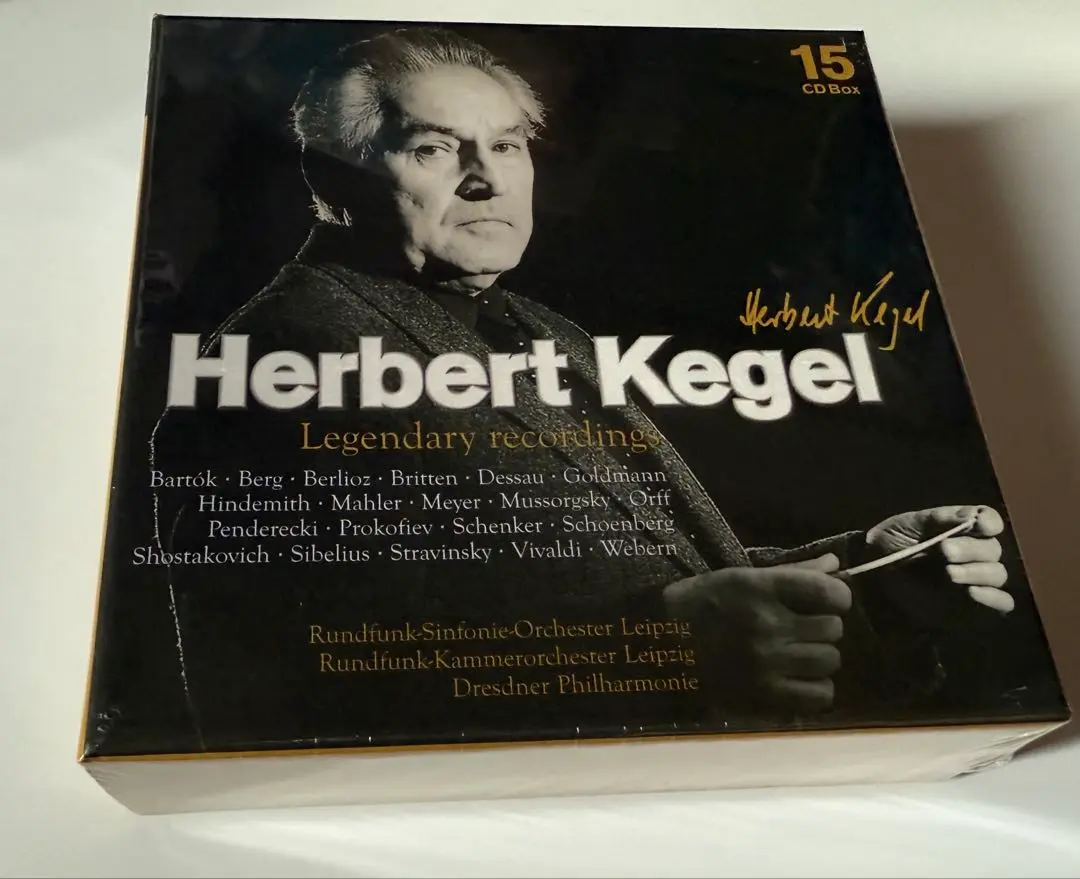 15
CD Box
Herbert Kegel
Herbert Kegel
Legendary recordings
Bartók · Berg · Berlioz · Britten · Dessau · Goldmann
Hindemith · Mahler · Meyer · Mussorgsky · Orff
Penderecki · Prokofiev · Schenker · Schoenberg
Shostakovich · Sibelius · Stravinsky · Vivaldi · Webern
Rundfunk-Sinfonie-Orchester Leipzig
Rundfunk-Kammerorchester Leipzig
Dresdner Philharmonie